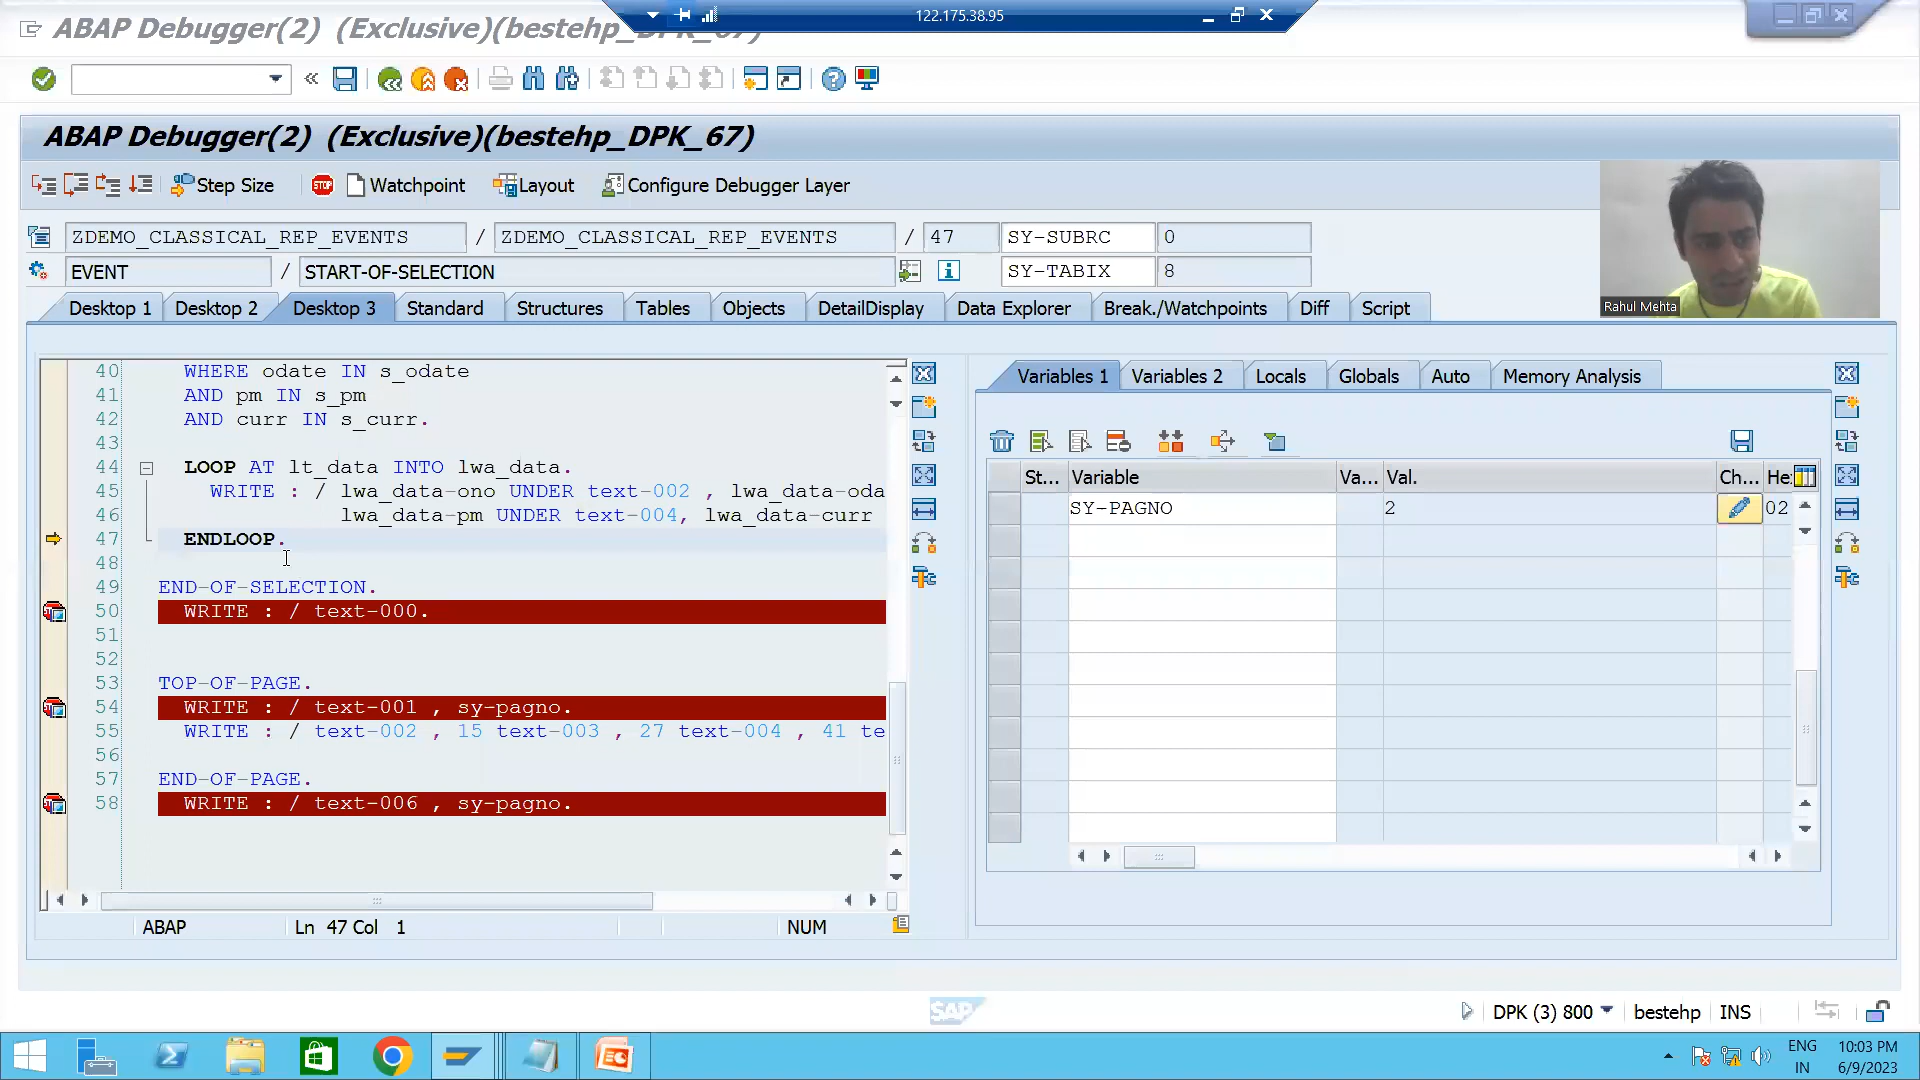 ABAP Debugger(2) (Exclusive)(bestehp_DPK_67)
122.175.38.95
ABAP Debugger(2) (Exclusive)(bestehp_DPK_67)
Step Size
STOP
Watchpoint
Layout
Configure Debugger Layer
ZDEMO_CLASSICAL_REP_EVENTS / ZDEMO_CLASSICAL_REP_EVENTS / 47 SY-SUBRC 0
EVENT / START-OF-SELECTION SY-TABIX 8
Rahul Mehta
Desktop 1 Desktop 2 Desktop 3 Standard Structures Tables Objects DetailDisplay Data Explorer Break./Watchpoints Diff Script
40 WHERE odate IN s_odate
41 AND pm IN s_pm
42 AND curr IN s_curr.
43
44 LOOP AT lt_data INTO lwa_data.
45 WRITE : / lwa_data-ono UNDER text-002 , lwa_data-oda
46 lwa_data-pm UNDER text-004, lwa_data-curr
47 ENDLOOP.
48
49 END-OF-SELECTION.
50 WRITE : / text-000.
51
52
53 TOP-OF-PAGE.
54 WRITE : / text-001 , sy-pagno.
55 WRITE : / text-002 , 15 text-003 , 27 text-004 , 41 te
56
57 END-OF-PAGE.
58 WRITE : / text-006 , sy-pagno.
ABAP Ln 47 Col 1 NUM
Variables 1 Variables 2 Locals Globals Auto Memory Analysis
St... Variable Va... Val. Ch... He
SY-PAGNO 2 02
SAP
DPK (3) 800 bestehp INS
ENG
IN
10:03 PM
6/9/2023